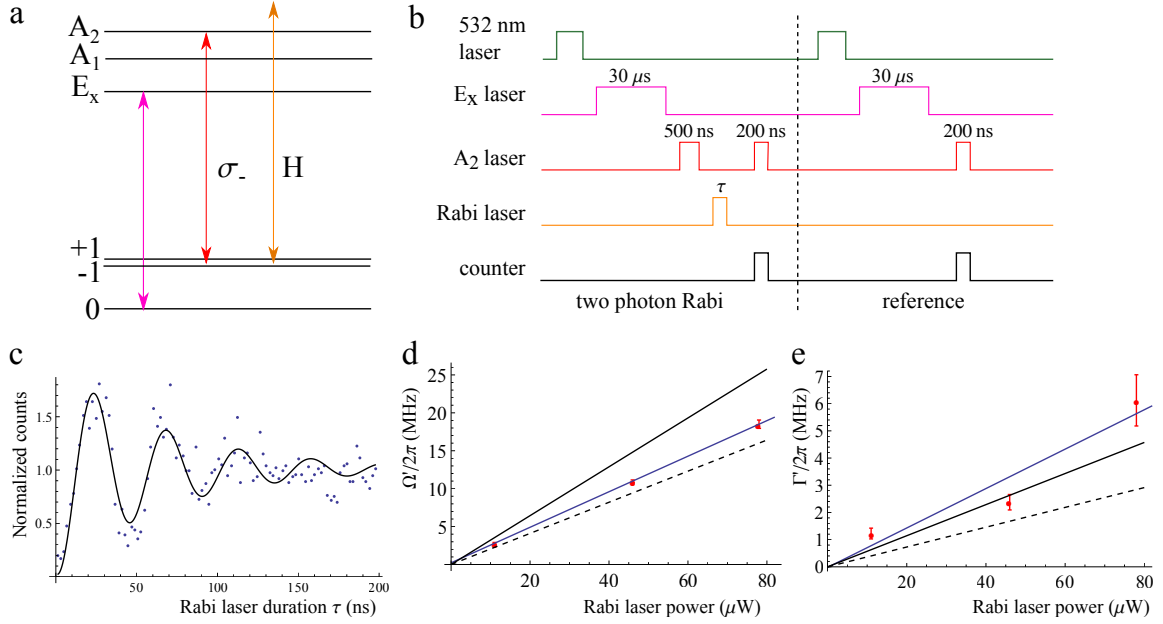 a
A₂
A₁
Eₓ
σ₋
H
+1
-1
0
b
532 nm
laser
30 μs
30 μs
Eₓ laser
500 ns
200 ns
200 ns
A₂ laser
τ
Rabi laser
counter
two photon Rabi
reference
c
Normalized counts
1.5
1.0
0.5
0
50
100
150
200
Rabi laser duration τ (ns)
d
Ω'/2π (MHz)
25
20
15
10
5
0
20
40
60
80
Rabi laser power (μW)
e
Γ'/2π (MHz)
7
6
5
4
3
2
1
0
0
20
40
60
80
Rabi laser power (μW)